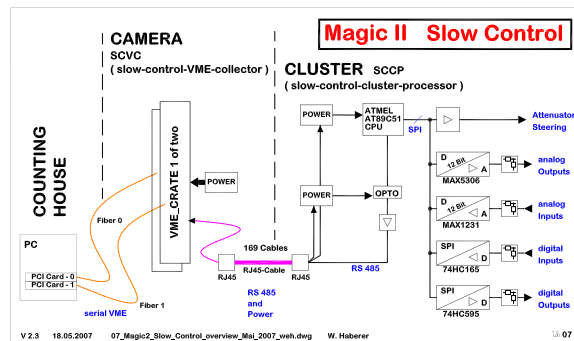 Magic II Slow Control
CAMERA
SCVC
( slow-control-VME-collector )
CLUSTER SCCP
( slow-control-cluster-processor )
COUNTING
HOUSE
PC
PCI Card - 0
PCI Card - 1
Fiber 0
Fiber 1
serial VME
VME_CRATE 1 of two
POWER
169 Cables
RJ45-Cable
RJ45
RJ45
RS 485
and
Power
POWER
POWER
ATMEL
AT89C51
CPU
SPI
OPTO
RS 485
Attenuator
Steering
D
12 Bit
A
MAX5306
analog
Outputs
D
12 Bit
A
MAX1231
analog
Inputs
SPI
D
74HC165
digital
Inputs
SPI
D
74HC595
digital
Outputs
V 2.3 18.05.2007 07_Magic2_Slow_Control_overview_Mai_2007_weh.dwg W. Haberer
07